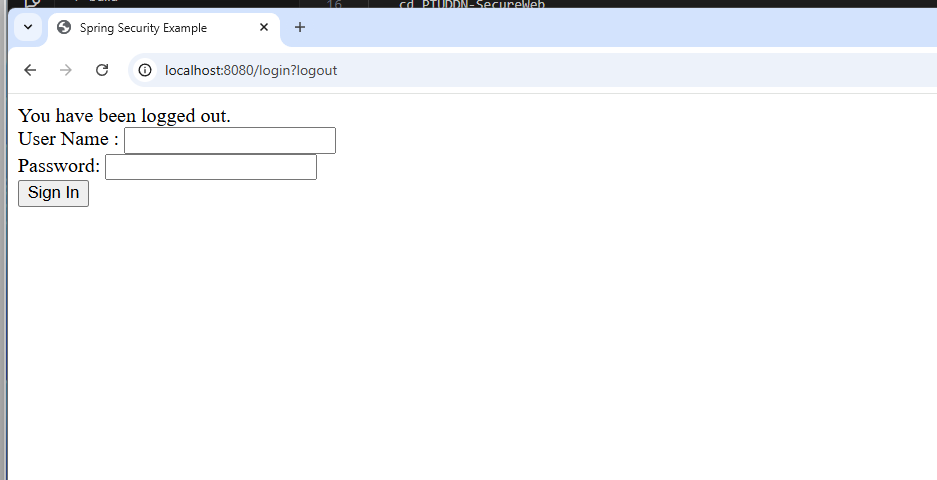 16 cd PTUDDN-SecureWeb
Spring Security Example
localhost:8080/login?logout
You have been logged out.
User Name :
Password:
Sign In